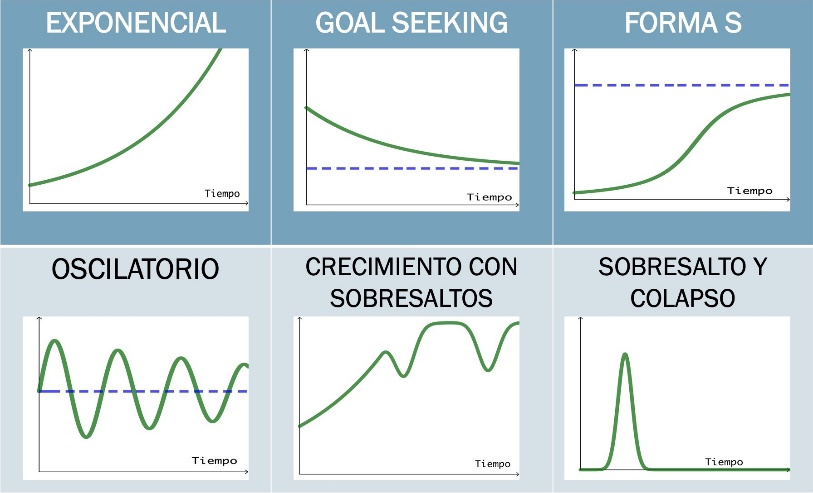 EXPONENCIAL
Tiempo
GOAL SEEKING
Tiempo
FORMA S
Tiempo
OSCILATORIO
Tiempo
CRECIMIENTO CON
SOBRESALTOS
Tiempo
SOBRESALTO Y
COLAPSO
Tiempo